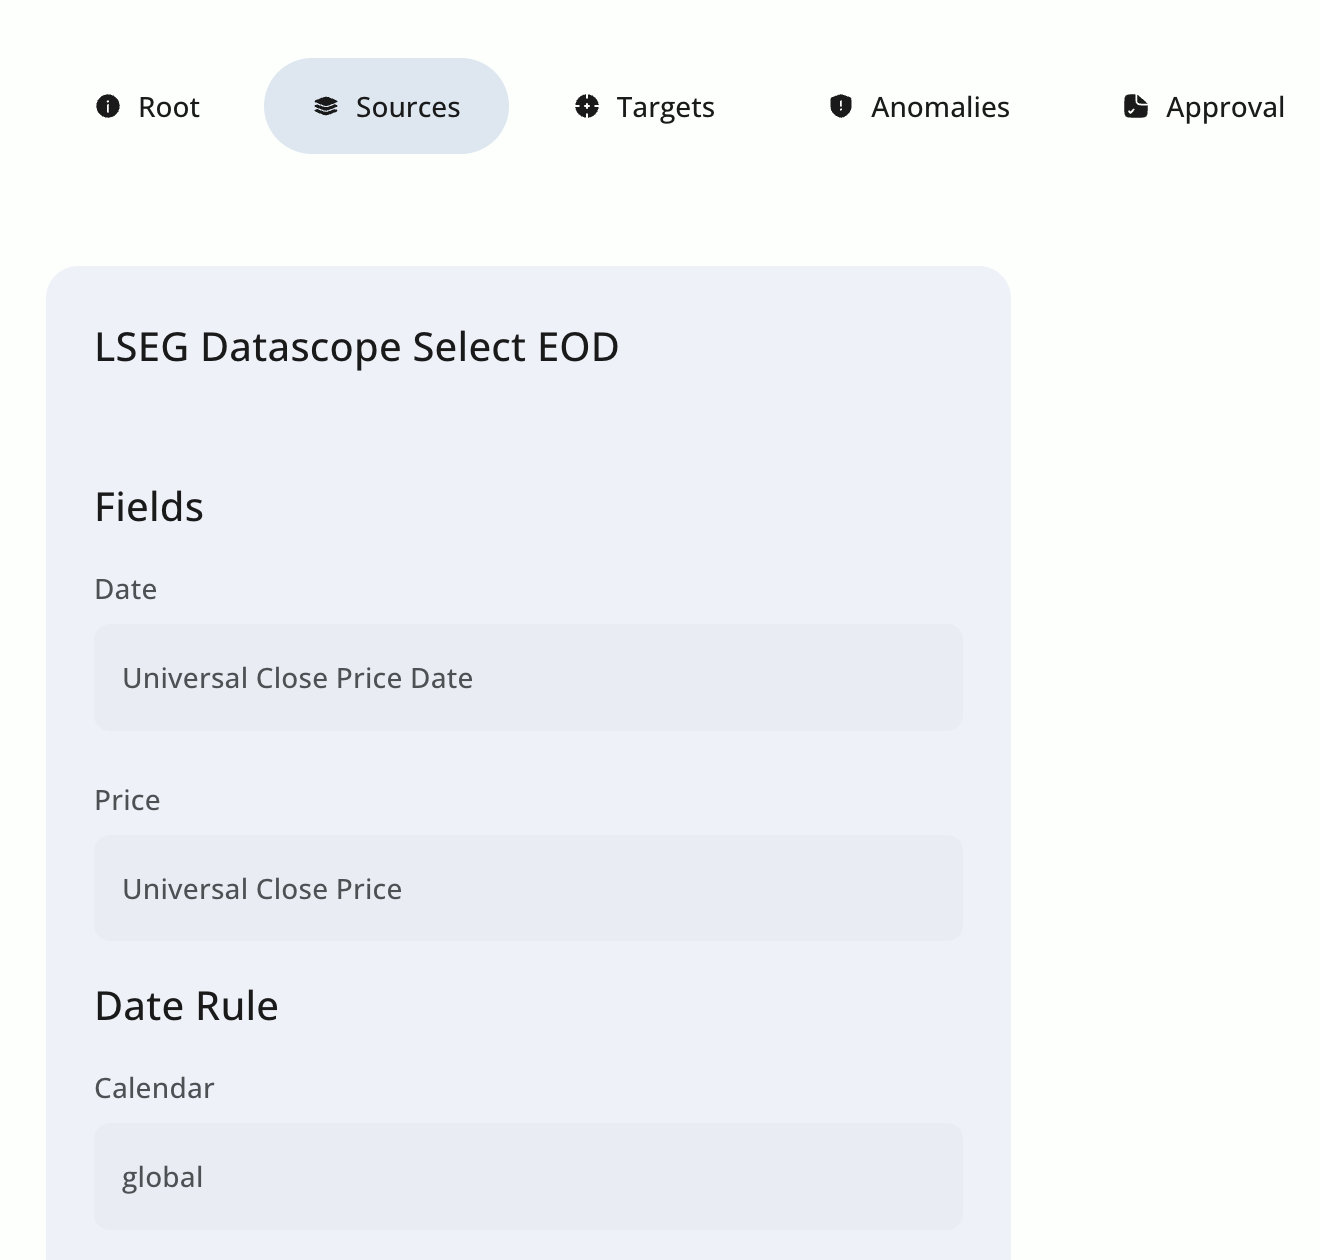 Root
Sources
Targets
Anomalies
Approval
LSEG Datascope Select EOD
Fields
Date
Universal Close Price Date
Price
Universal Close Price
Date Rule
Calendar
global